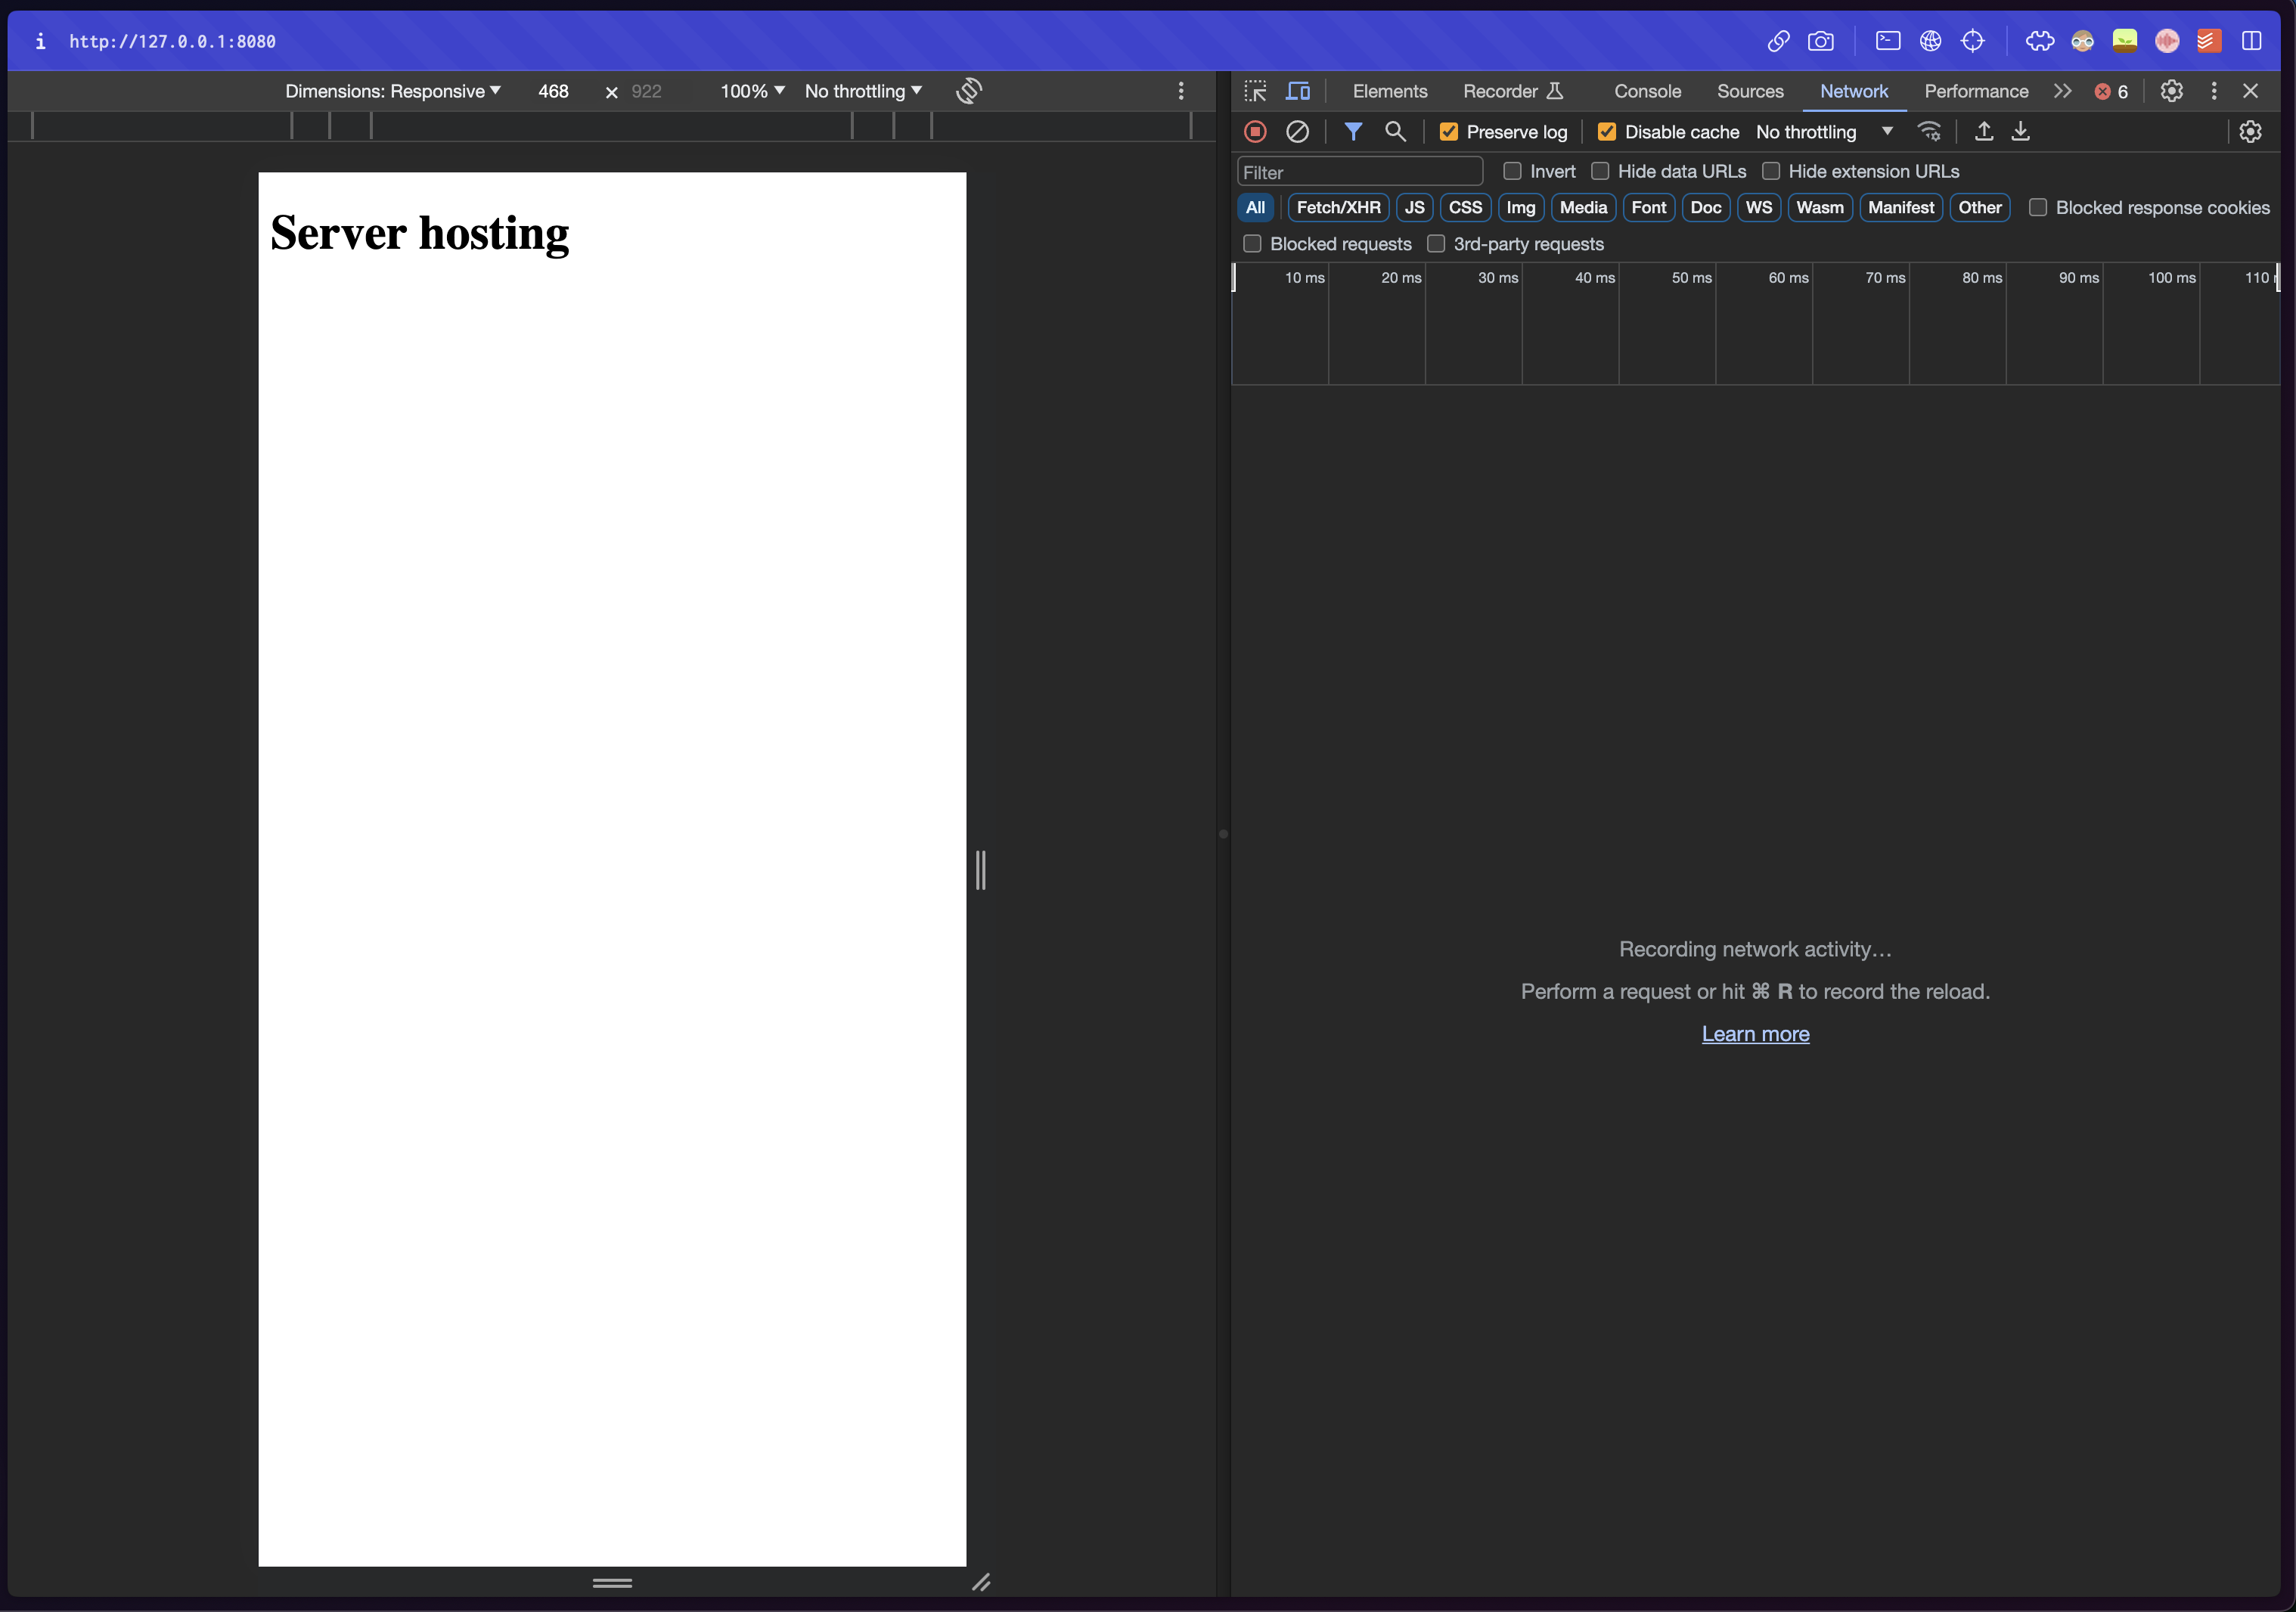 http://127.0.0.1:8080
Dimensions: Responsive 468 × 922 100% No throttling
Elements Recorder Console Sources Network Performance 6
Preserve log Disable cache No throttling
Filter Invert Hide data URLs Hide extension URLs
All Fetch/XHR JS CSS Img Media Font Doc WS Wasm Manifest Other Blocked response cookies
Blocked requests 3rd-party requests
10 ms 20 ms 30 ms 40 ms 50 ms 60 ms 70 ms 80 ms 90 ms 100 ms 110
Server hosting
Recording network activity…
Perform a request or hit ⌘ R to record the reload.
Learn more